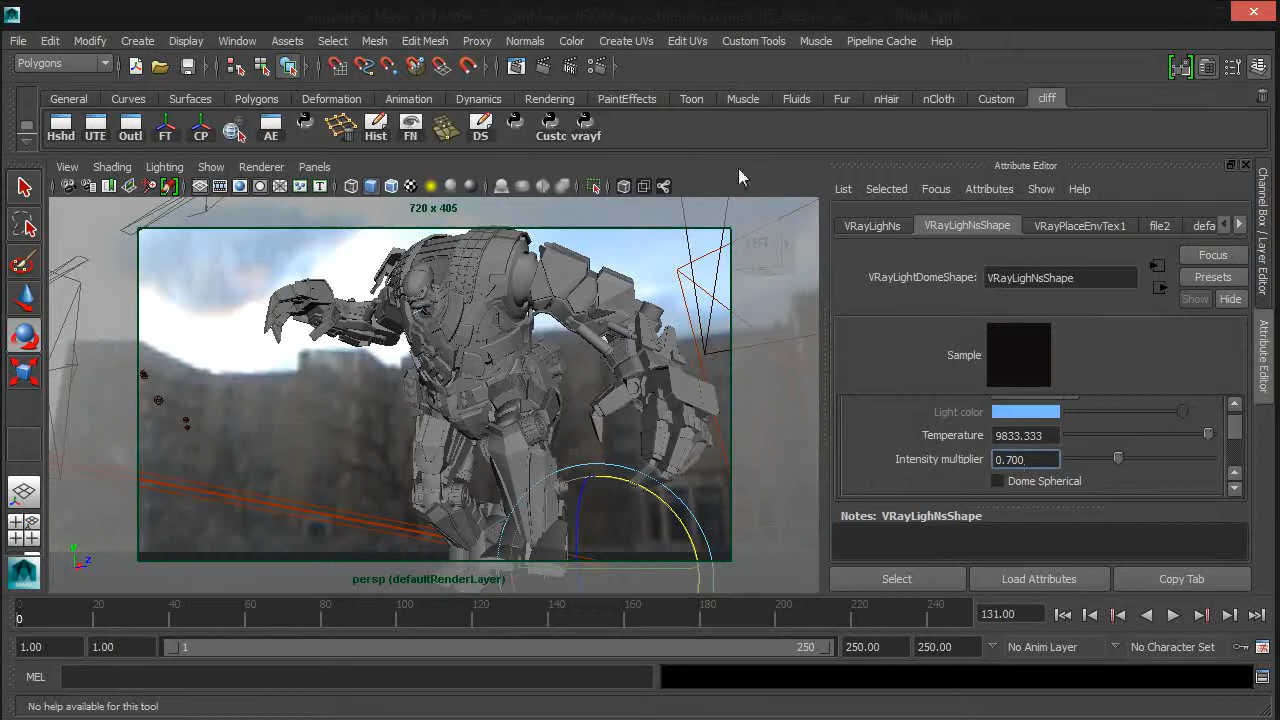 File Edit Modify Create Display Window Assets Select Mesh Edit Mesh Proxy Normals Color Create UVs Edit UVs Custom Tools Muscle Pipeline Cache Help
Polygons
General Curves Surfaces Polygons Deformation Animation Dynamics Rendering PaintEffects Toon Muscle Fluids Fur nHair nCloth Custom cliff
Hshd UTE Outl FT CP AE Hist FN DS Custo vrayf
View Shading Lighting Show Renderer Panels
Attribute Editor
List Selected Focus Attributes Show Help
720 x 405
VRayLighNs VRayLighNsShape VRayPlaceEnvTex1 file2 defa
LEFT
VRayLightDomeShape: VRayLighNsShape
Focus
Presets
Show Hide
Sample
Light color
Temperature 9833.333
Intensity multiplier 0.700
Dome Spherical
Notes: VRayLighNsShape
Select Load Attributes Copy Tab
Channel Box / Layer Editor
Attribute Editor
y
z
persp (defaultRenderLayer)
0 20 40 60 80 100 120 140 160 180 200 220 240
0
131.00
1.00 1.00 1 250 250.00 250.00 No Anim Layer No Character Set
MEL
No help available for this tool